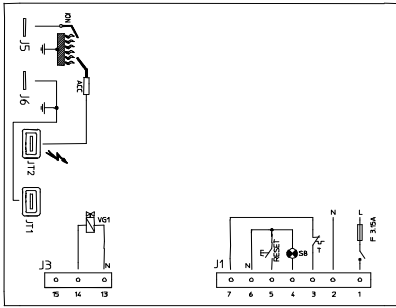 J5
ION
J6
ACC
JT2
JT1
VG1
N
J3
15 14 13
L
F 3.15A
N
T
SB
RESET
E
N
J1
7 6 5 4 3 2 1